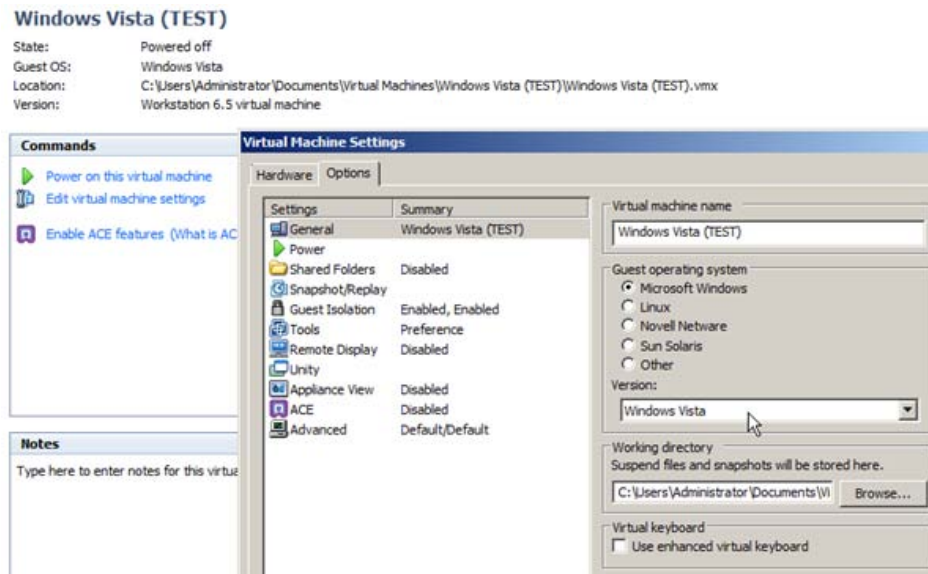 Windows Vista (TEST)
State: Powered off
Guest OS: Windows Vista
Location: C:\Users\Administrator\Documents\Virtual Machines\Windows Vista (TEST)\Windows Vista (TEST).vmx
Version: Workstation 6.5 virtual machine
Commands
Power on this virtual machine
Edit virtual machine settings
Enable ACE features (What is AC
Notes
Type here to enter notes for this virtua
Virtual Machine Settings
Hardware Options
Settings Summary
General Windows Vista (TEST)
Power
Shared Folders Disabled
Snapshot/Replay
Guest Isolation Enabled, Enabled
Tools Preference
Remote Display Disabled
Unity
Appliance View Disabled
ACE Disabled
Advanced Default/Default
Virtual machine name
Windows Vista (TEST)
Guest operating system
Microsoft Windows
Linux
Novell Netware
Sun Solaris
Other
Version:
Windows Vista
Working directory
Suspend files and snapshots will be stored here.
C:\Users\Administrator\Documents\Vi Browse...
Virtual keyboard
Use enhanced virtual keyboard